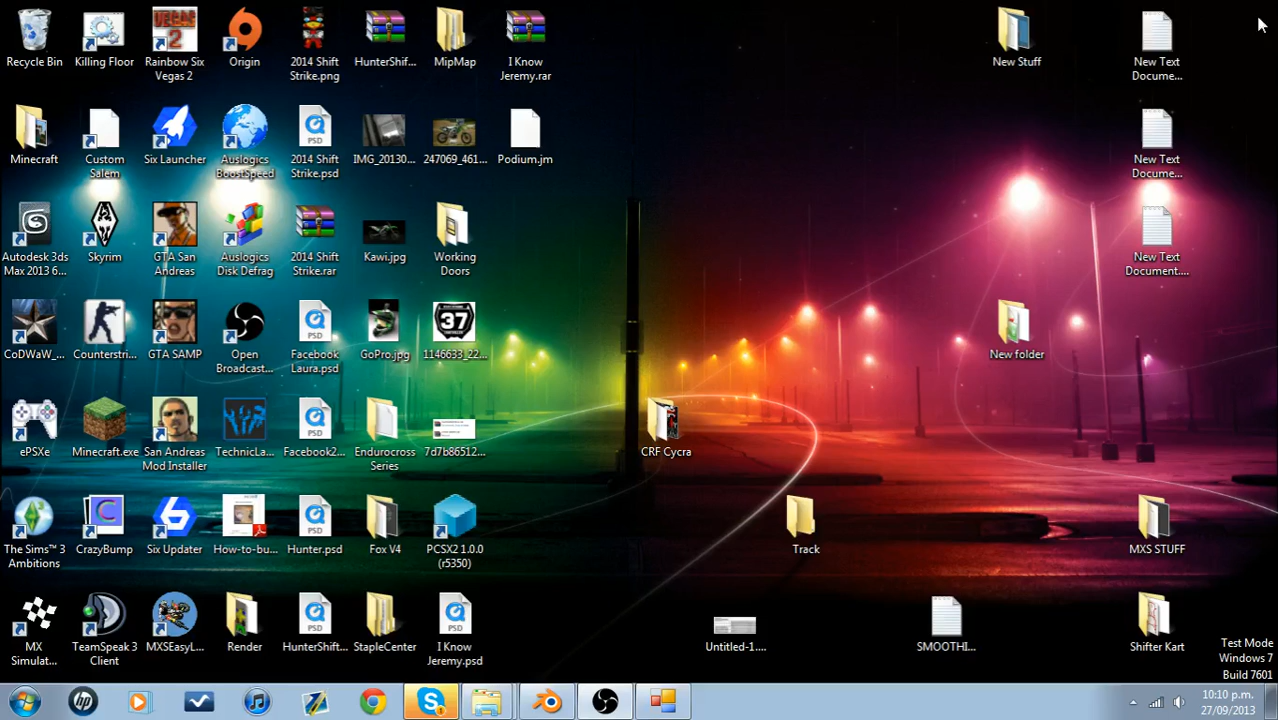 Recycle Bin
Killing Floor
Rainbow Six
Vegas 2
Origin
2014 Shift
Strike.png
HunterShif...
MipMap
I Know
Jeremy.rar
New Stuff
New Text
Docume...
Minecraft
Custom
Salem
Six Launcher
Auslogics
BoostSpeed
2014 Shift
Strike.psd
IMG_20130...
247069_461...
Podium.jm
New Text
Docume...
Autodesk 3ds
Max 2013 6...
Skyrim
GTA San
Andreas
Auslogics
Disk Defrag
2014 Shift
Strike.rar
Kawi.jpg
Working
Doors
New Text
Document....
CoDWaW_...
Counterstri...
GTA SAMP
Open
Broadcast...
Facebook
Laura.psd
GoPro.jpg
37
1146633_22...
New folder
ePSXe
Minecraft.exe
San Andreas
Mod Installer
TechnicLa...
Facebook2...
Endurocross
Series
7d7b86512...
CRF Cycra
The Sims™ 3
Ambitions
CrazyBump
Six Updater
How-to-bu...
Hunter.psd
Fox V4
PCSX2 1.0.0
(r5350)
Track
MXS STUFF
MX
Simulat...
TeamSpeak 3
Client
MXSEasyL...
Render
HunterShift...
StapleCenter
I Know
Jeremy.psd
Untitled-1....
SMOOTHI...
Shifter Kart
Test Mode
Windows 7
Build 7601
10:10 p.m.
27/09/2013